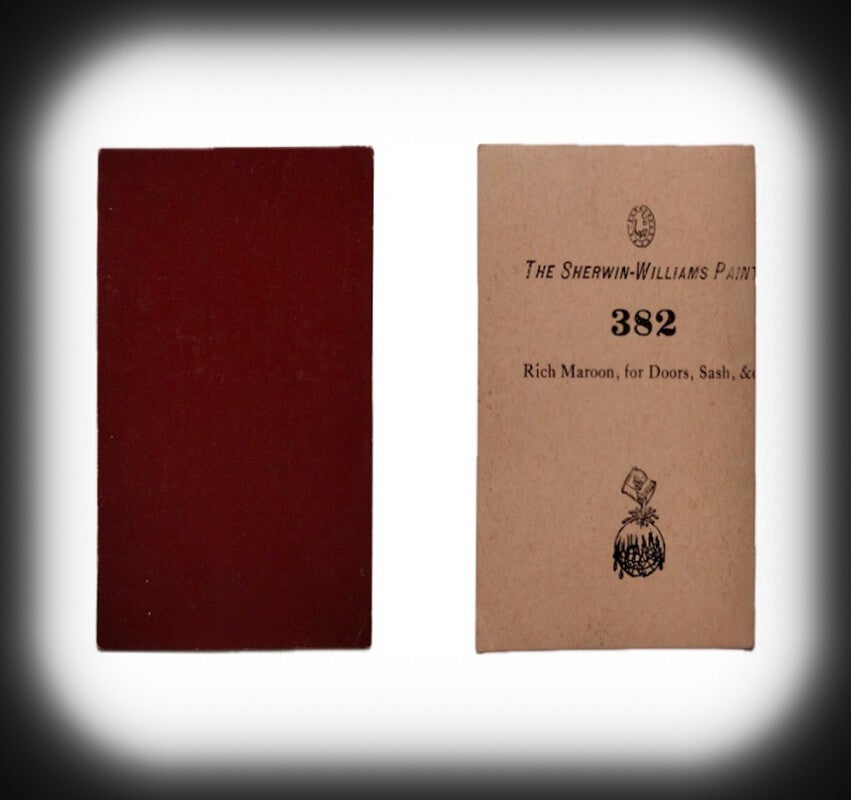 THE SHERWIN-WILLIAMS PAINT
382
Rich Maroon, for Doors, Sash, &c